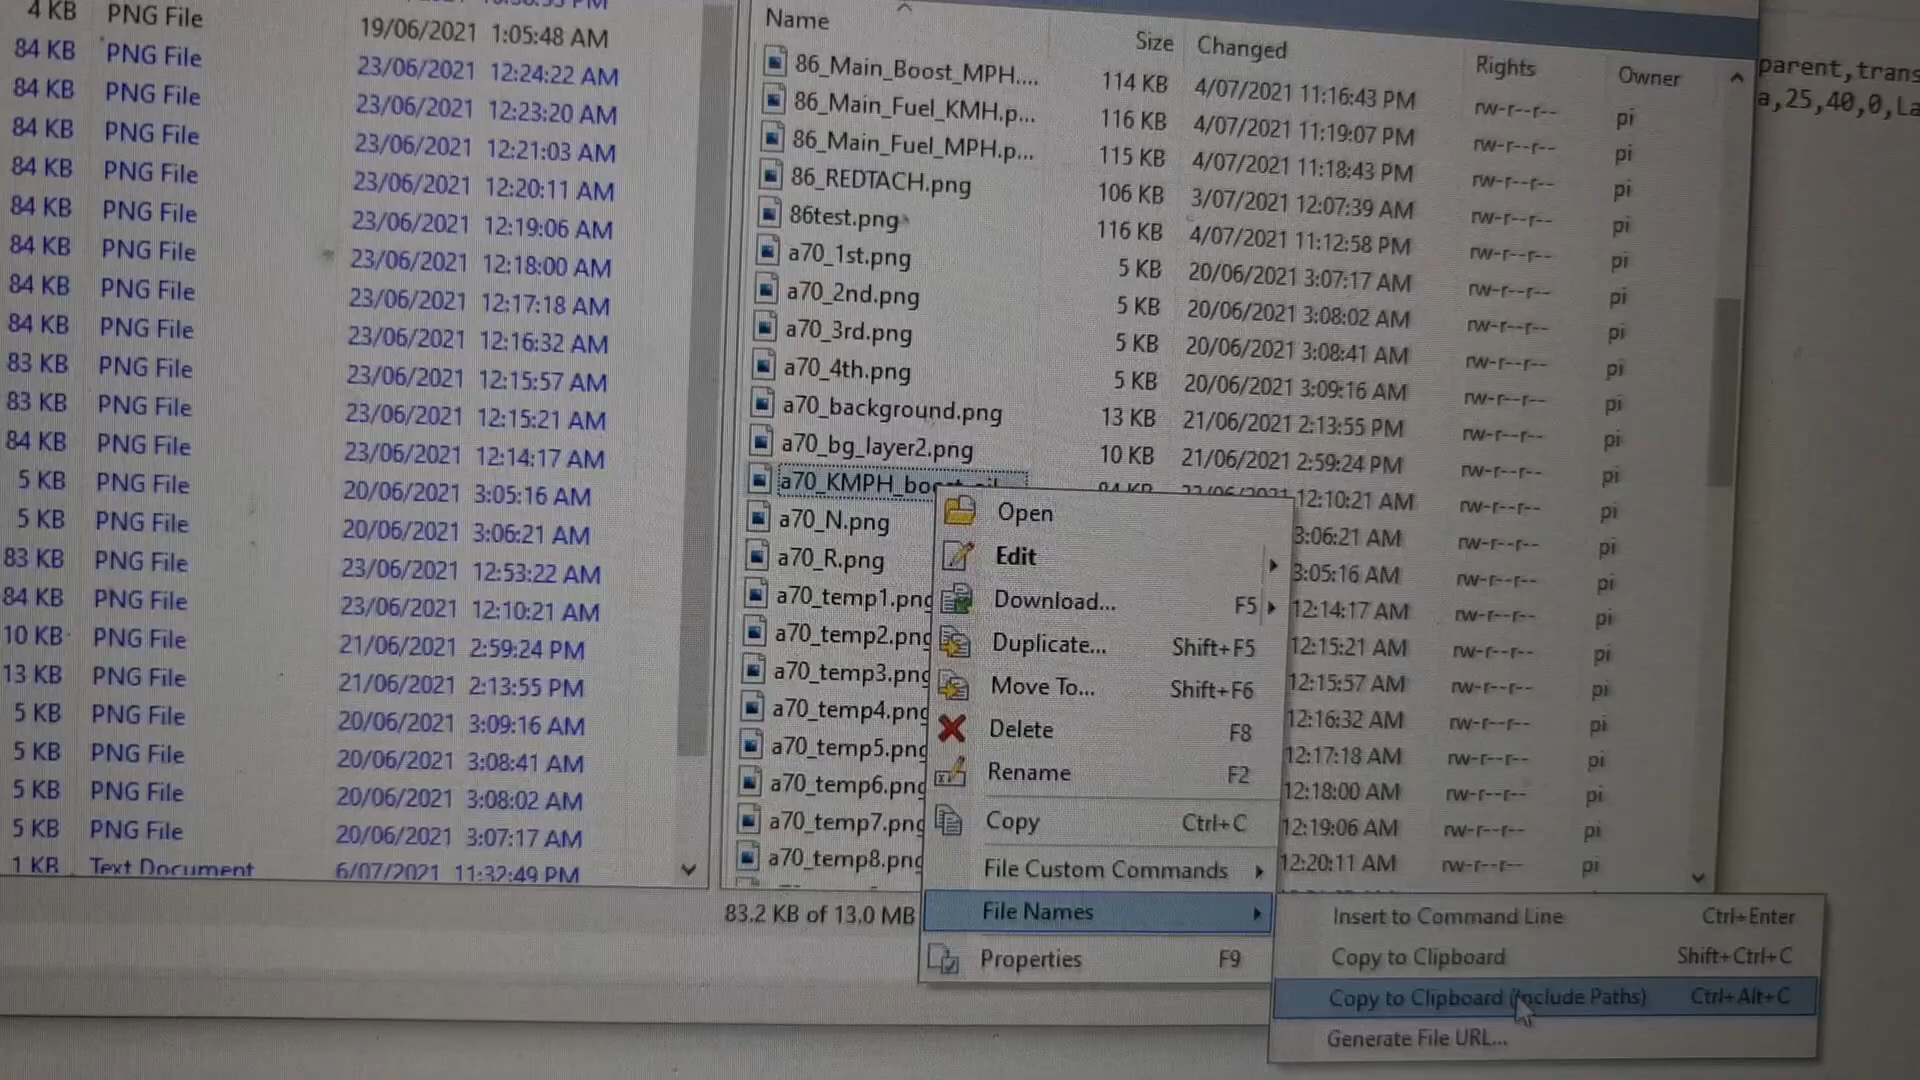 4 KB PNG File
19/06/2021 1:05:48 AM
84 KB PNG File 23/06/2021 12:24:22 AM
84 KB PNG File 23/06/2021 12:23:20 AM
84 KB PNG File 23/06/2021 12:21:03 AM
84 KB PNG File 23/06/2021 12:20:11 AM
84 KB PNG File 23/06/2021 12:19:06 AM
84 KB PNG File 23/06/2021 12:18:00 AM
84 KB PNG File 23/06/2021 12:17:18 AM
84 KB PNG File 23/06/2021 12:16:32 AM
83 KB PNG File 23/06/2021 12:15:57 AM
83 KB PNG File 23/06/2021 12:15:21 AM
84 KB PNG File 23/06/2021 12:14:17 AM
5 KB PNG File 20/06/2021 3:05:16 AM
5 KB PNG File 20/06/2021 3:06:21 AM
83 KB PNG File 23/06/2021 12:53:22 AM
84 KB PNG File 23/06/2021 12:10:21 AM
10 KB PNG File 21/06/2021 2:59:24 PM
13 KB PNG File 21/06/2021 2:13:55 PM
5 KB PNG File 20/06/2021 3:09:16 AM
5 KB PNG File 20/06/2021 3:08:41 AM
5 KB PNG File 20/06/2021 3:08:02 AM
5 KB PNG File 20/06/2021 3:07:17 AM
1 KB Text Document 6/07/2021 11:32:49 PM
Name Size Changed Rights Owner
86_Main_Boost_MPH.... 114 KB 4/07/2021 11:16:43 PM rw-r--r-- pi
86_Main_Fuel_KMH.p... 116 KB 4/07/2021 11:19:07 PM rw-r--r-- pi
86_Main_Fuel_MPH.p... 115 KB 4/07/2021 11:18:43 PM rw-r--r-- pi
86_REDTACH.png 106 KB 3/07/2021 12:07:39 AM rw-r--r-- pi
86test.png 116 KB 4/07/2021 11:12:58 PM rw-r--r-- pi
a70_1st.png 5 KB 20/06/2021 3:07:17 AM rw-r--r-- pi
a70_2nd.png 5 KB 20/06/2021 3:08:02 AM rw-r--r-- pi
a70_3rd.png 5 KB 20/06/2021 3:08:41 AM rw-r--r-- pi
a70_4th.png 5 KB 20/06/2021 3:09:16 AM rw-r--r-- pi
a70_background.png 13 KB 21/06/2021 2:13:55 PM rw-r--r-- pi
a70_bg_layer2.png 10 KB 21/06/2021 2:59:24 PM rw-r--r-- pi
a70_KMPH_boost_oil 84 KB 23/06/2021 12:10:21 AM rw-r--r-- pi
a70_N.png 3:06:21 AM rw-r--r-- pi
a70_R.png 3:05:16 AM rw-r--r-- pi
a70_temp1.png 12:14:17 AM rw-r--r-- pi
a70_temp2.png 12:15:21 AM rw-r--r-- pi
a70_temp3.png 12:15:57 AM rw-r--r-- pi
a70_temp4.png 12:16:32 AM rw-r--r-- pi
a70_temp5.png 12:17:18 AM rw-r--r-- pi
a70_temp6.png 12:18:00 AM rw-r--r-- pi
a70_temp7.png 12:19:06 AM rw-r--r-- pi
a70_temp8.png 12:20:11 AM rw-r--r-- pi
83.2 KB of 13.0 MB
Open
Edit
Download... F5
Duplicate... Shift+F5
Move To... Shift+F6
Delete F8
Rename F2
Copy Ctrl+C
File Custom Commands
File Names
Properties F9
Insert to Command Line Ctrl+Enter
Copy to Clipboard Shift+Ctrl+C
Copy to Clipboard (Include Paths) Ctrl+Alt+C
Generate File URL...
parent,trans
a,25,40,0,La